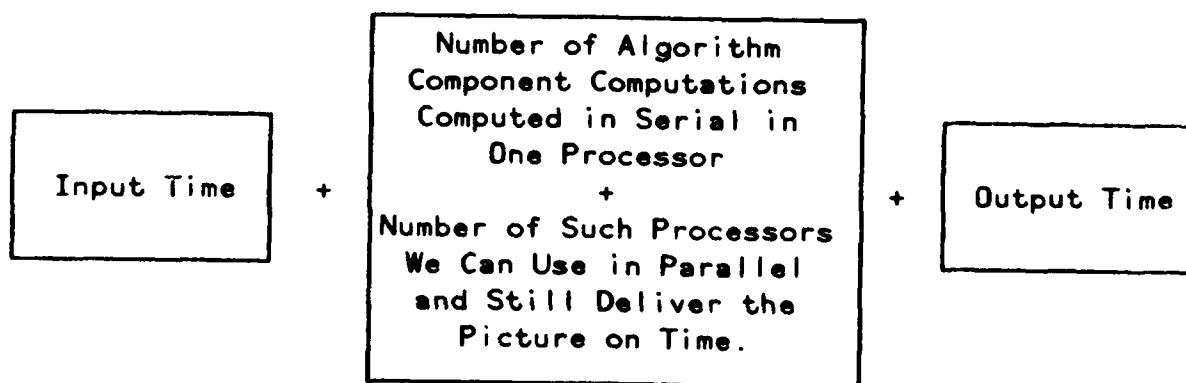 Input Time
+
Number of Algorithm
Component Computations
Computed in Serial in
One Processor
+
Number of Such Processors
We Can Use in Parallel
and Still Deliver the
Picture on Time.
+
Output Time